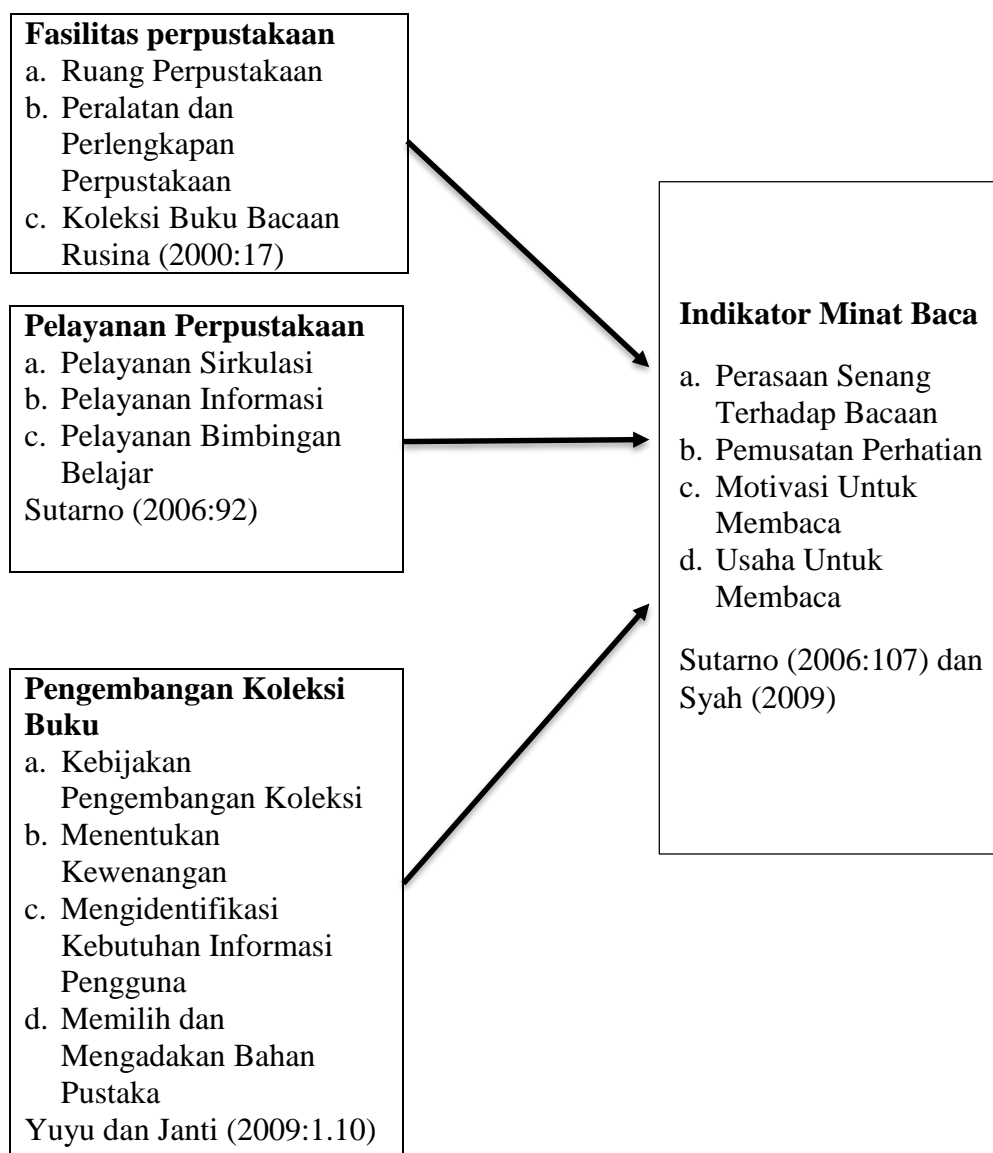 Fasilitas perpustakaan
a. Ruang Perpustakaan
b. Peralatan dan
Perlengkapan
Perpustakaan
c. Koleksi Buku Bacaan
Rusina (2000:17)
Pelayanan Perpustakaan
a. Pelayanan Sirkulasi
b. Pelayanan Informasi
c. Pelayanan Bimbingan
Belajar
Sutarno (2006:92)
Pengembangan Koleksi
Buku
a. Kebijakan
Pengembangan Koleksi
b. Menentukan
Kewenangan
c. Mengidentifikasi
Kebutuhan Informasi
Pengguna
d. Memilih dan
Mengadakan Bahan
Pustaka
Yuyu dan Janti (2009:1.10)
Indikator Minat Baca
a. Perasaan Senang
Terhadap Bacaan
b. Pemusatan Perhatian
c. Motivasi Untuk
Membaca
d. Usaha Untuk
Membaca
Sutarno (2006:107) dan
Syah (2009)